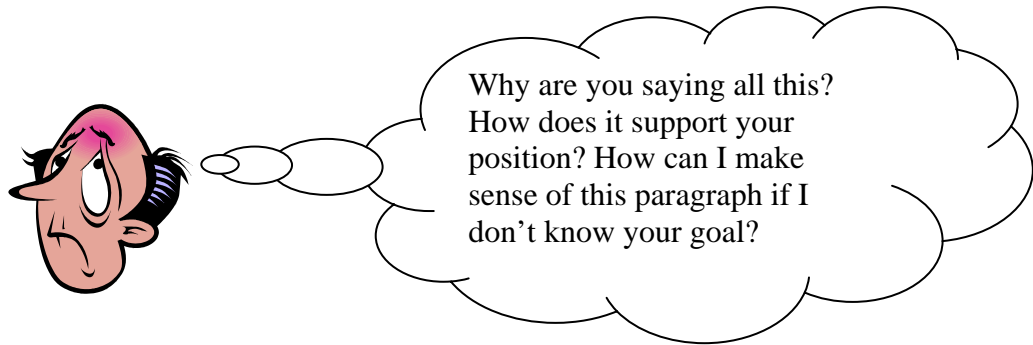 Why are you saying all this?
How does it support your
position? How can I make
sense of this paragraph if I
don’t know your goal?